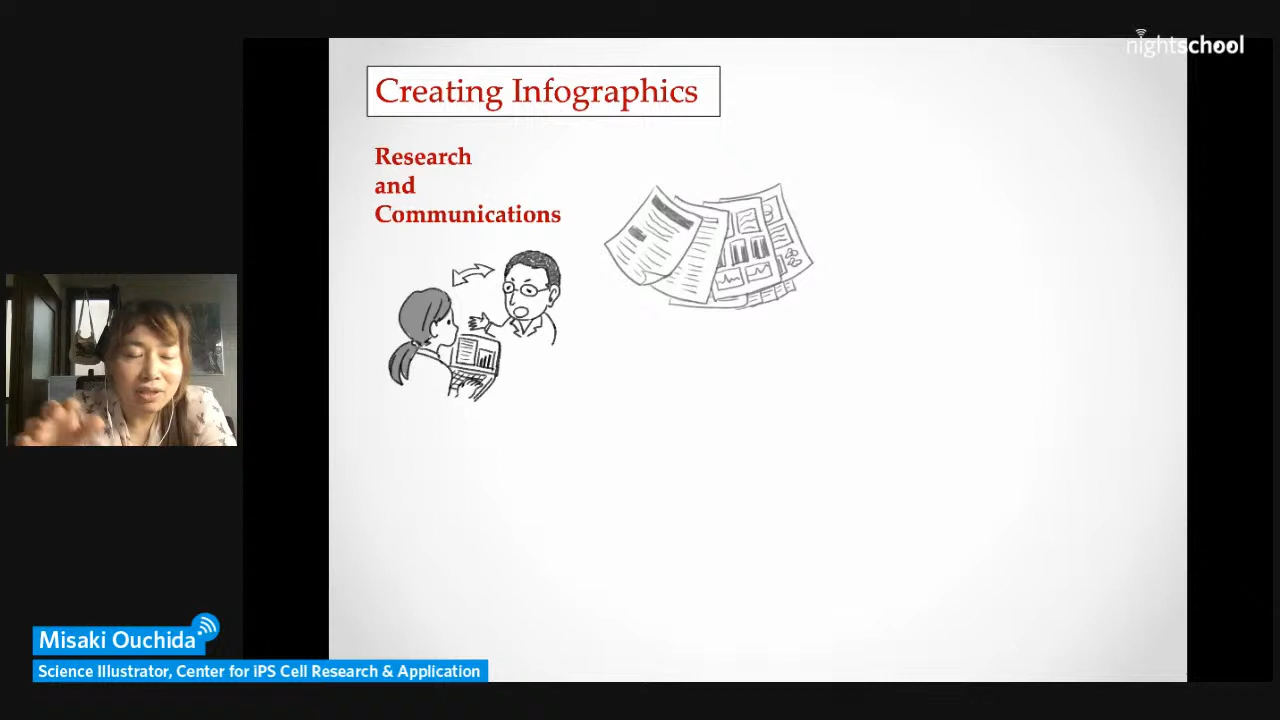 nightschool
Creating Infographics
Research
and
Communications
Misaki Ouchida
Science Illustrator, Center for iPS Cell Research & Application